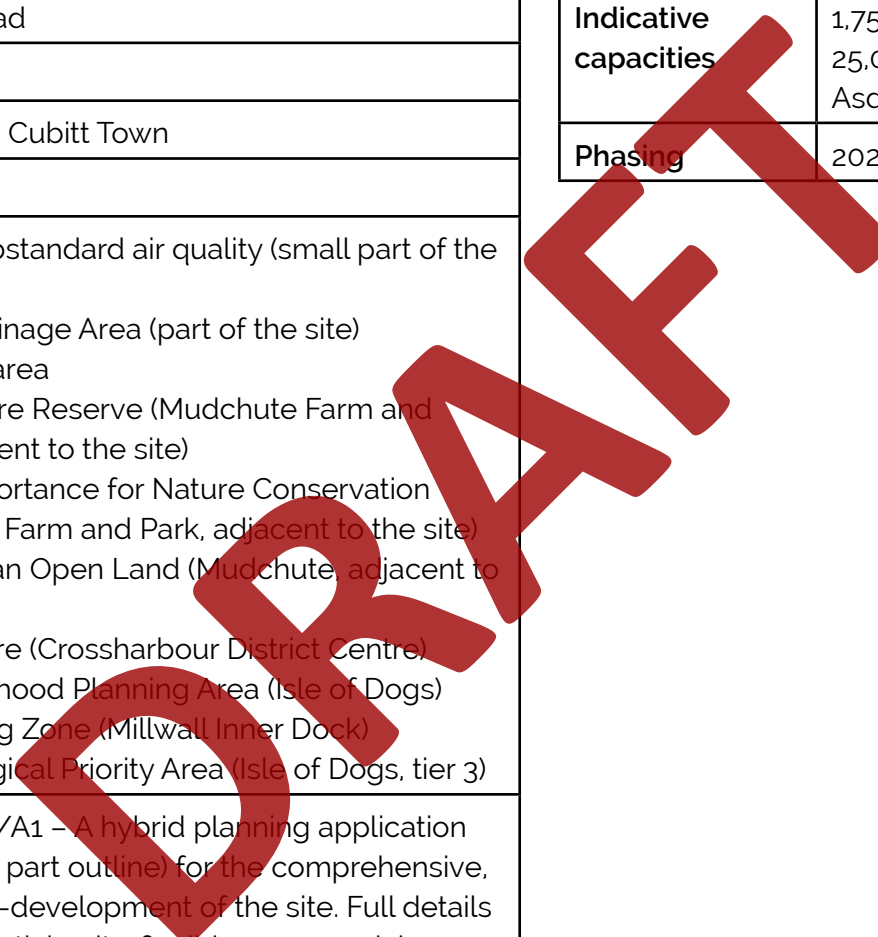 ad
Cubitt Town
bstandard air quality (small part of the
inage Area (part of the site)
area
re Reserve (Mudchute Farm and
ent to the site)
ortance for Nature Conservation
Farm and Park, adjacent to the site)
an Open Land (Mudchute, adjacent to
re (Crossharbour District Centre)
hood Planning Area (Isle of Dogs)
g Zone (Millwall Inner Dock)
gical Priority Area (Isle of Dogs, tier 3)
/A1 – A hybrid planning application
part outline) for the comprehensive,
-development of the site. Full details
Indicative
capacities
1,75
25,0
Asd
Phasing
202
DRAFT